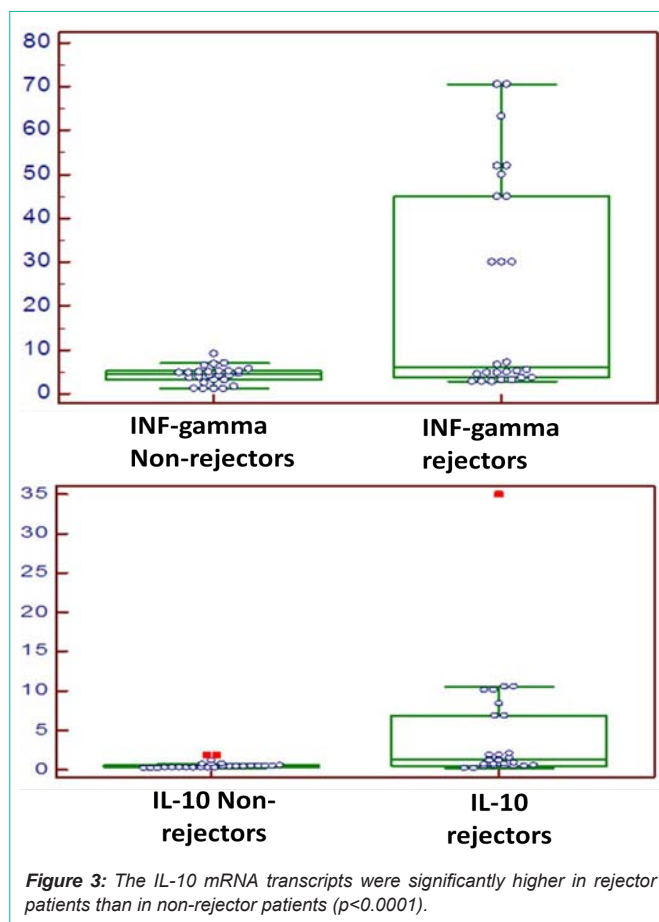 80
70
60
50
40
30
20
10
0
INF-gamma
Non-rejectors
INF-gamma
rejectors
35
30
25
20
15
10
5
0
IL-10 Non-
rejectors
IL-10
rejectors
Figure 3: The IL-10 mRNA transcripts were significantly higher in rejector
patients than in non-rejector patients (p<0.0001).